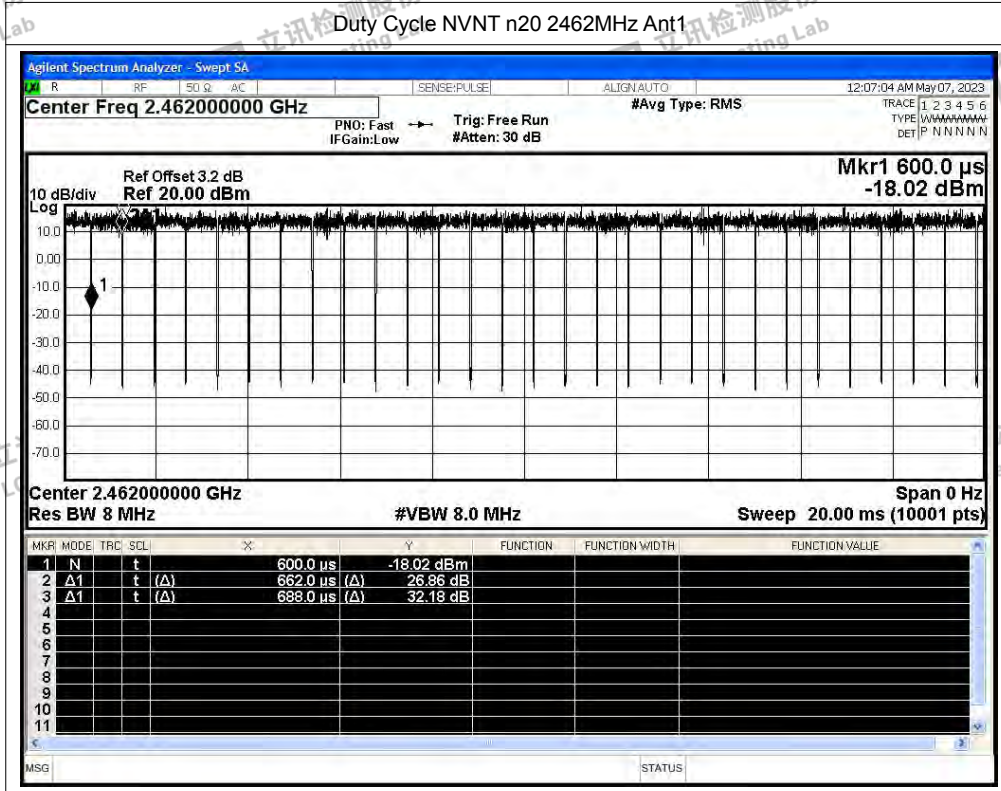 Duty Cycle NVNT n20 2462MHz Ant1
Agilent Spectrum Analyzer - Swept SA
R RF 50 Ω AC SENSE:PULSE ALIGN AUTO 12:07:04 AM May 07, 2023
Center Freq 2.462000000 GHz #Avg Type: RMS TRACE 1 2 3 4 5 6
PNO: Fast Trig: Free Run TYPE
IFGain:Low #Atten: 30 dB DET P N N N N N
Mkr1 600.0 µs
Ref Offset 3.2 dB
10 dB/div Ref 20.00 dBm -18.02 dBm
Log
10.0
0.00
1
-10.0
-20.0
-30.0
-40.0
-50.0
-60.0
-70.0
Center 2.462000000 GHz Span 0 Hz
Res BW 8 MHz #VBW 8.0 MHz Sweep 20.00 ms (10001 pts)
MKR MODE TRC SCL X Y FUNCTION FUNCTION WIDTH FUNCTION VALUE
1 N t 600.0 µs -18.02 dBm
2 Δ1 t (Δ) 662.0 µs (Δ) 26.86 dB
3 Δ1 t (Δ) 688.0 µs (Δ) 32.18 dB
4
5
6
7
8
9
10
11
MSG STATUS